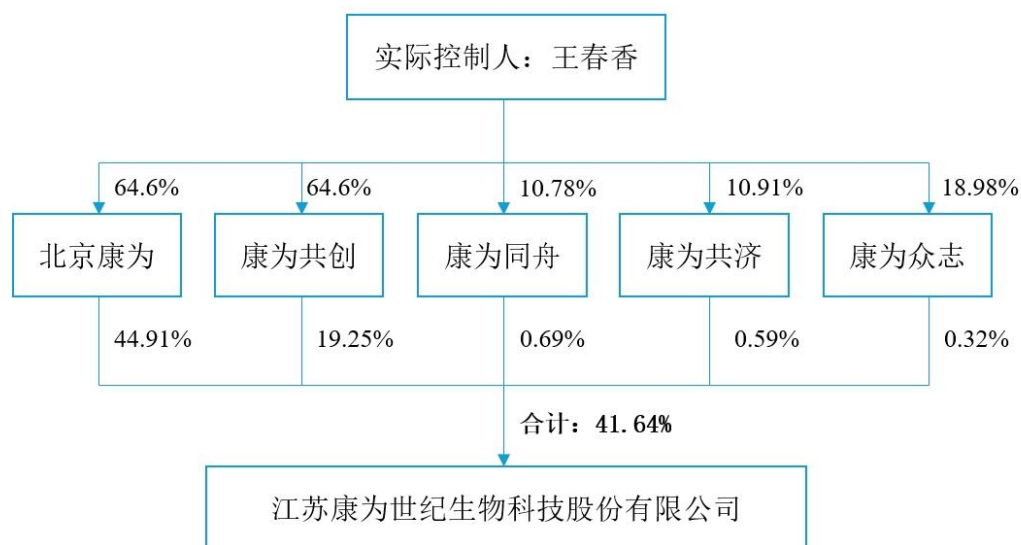 实际控制人：王春香
64.6%
64.6%
10.78%
10.91%
18.98%
北京康为
康为共创
康为同舟
康为共济
康为众志
44.91%
19.25%
0.69%
0.59%
0.32%
合计：41.64%
江苏康为世纪生物科技股份有限公司